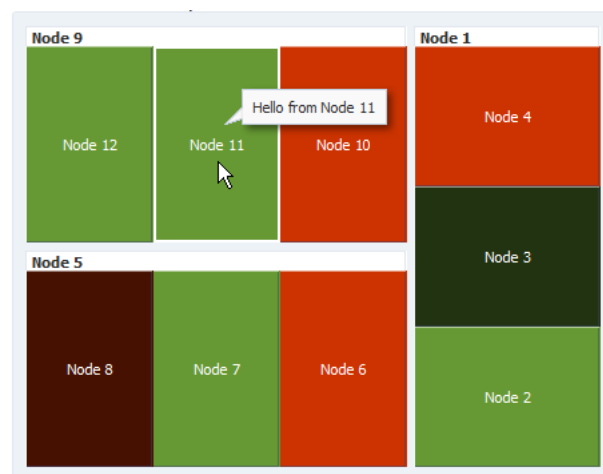 Node 9
Node 12
Node 11
Node 10
Hello from Node 11
Node 1
Node 4
Node 3
Node 2
Node 5
Node 8
Node 7
Node 6